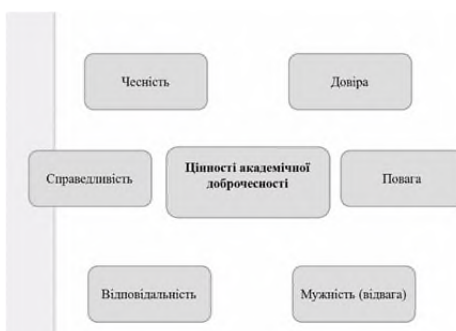 Чесність
Довіра
Справедливість
Цінності академічної
доброчесності
Повага
Відповідальність
Мужність (відвага)